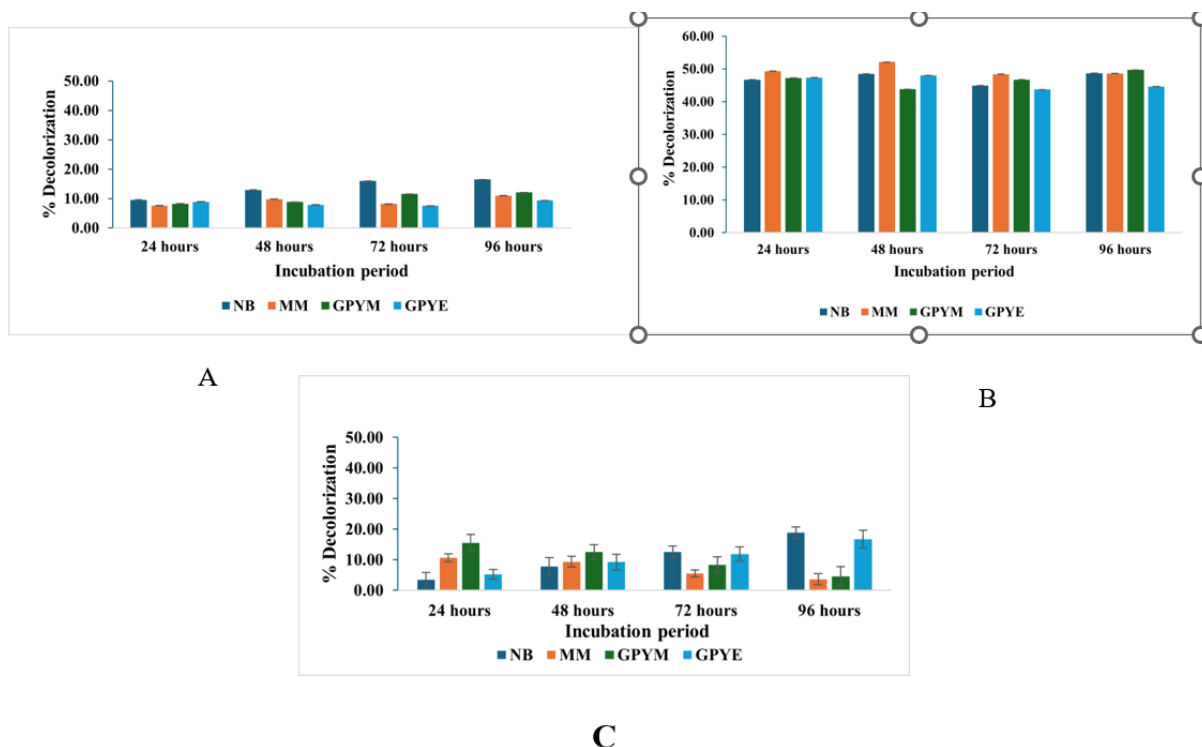 % Decolorization
50.00
40.00
30.00
20.00
10.00
0.00
24 hours 48 hours 72 hours 96 hours
Incubation period
NB MM GPYM GPYE
A
% Decolorization
60.00
50.00
40.00
30.00
20.00
10.00
0.00
24 hours 48 hours 72 hours 96 hours
Incubation period
NB MM GPYM GPYE
B
% Decolorization
50.00
40.00
30.00
20.00
10.00
0.00
24 hours 48 hours 72 hours 96 hours
Incubation period
NB MM GPYM GPYE
C